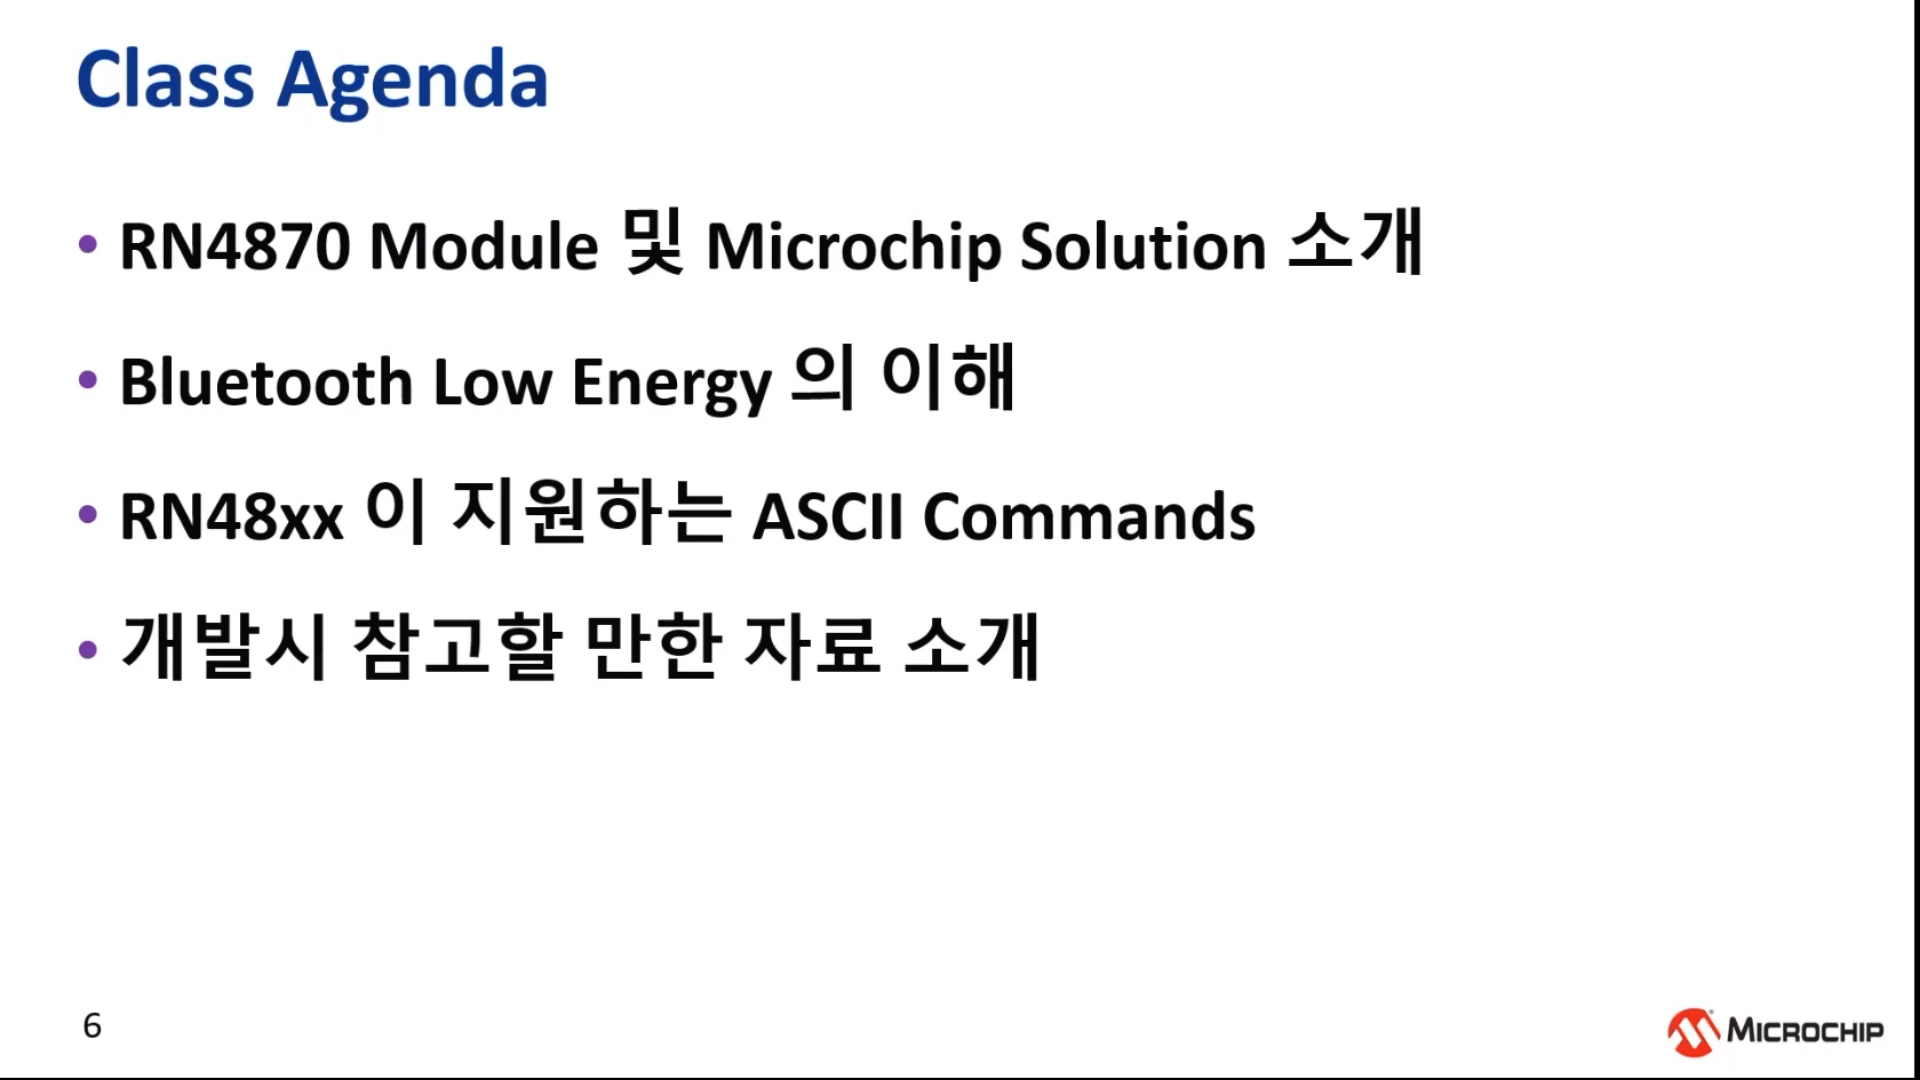 Class Agenda
• RN4870 Module 및 Microchip Solution 소개
• Bluetooth Low Energy 의 이해
• RN48xx 이 지원하는 ASCII Commands
• 개발시 참고할 만한 자료 소개
6
MICROCHIP